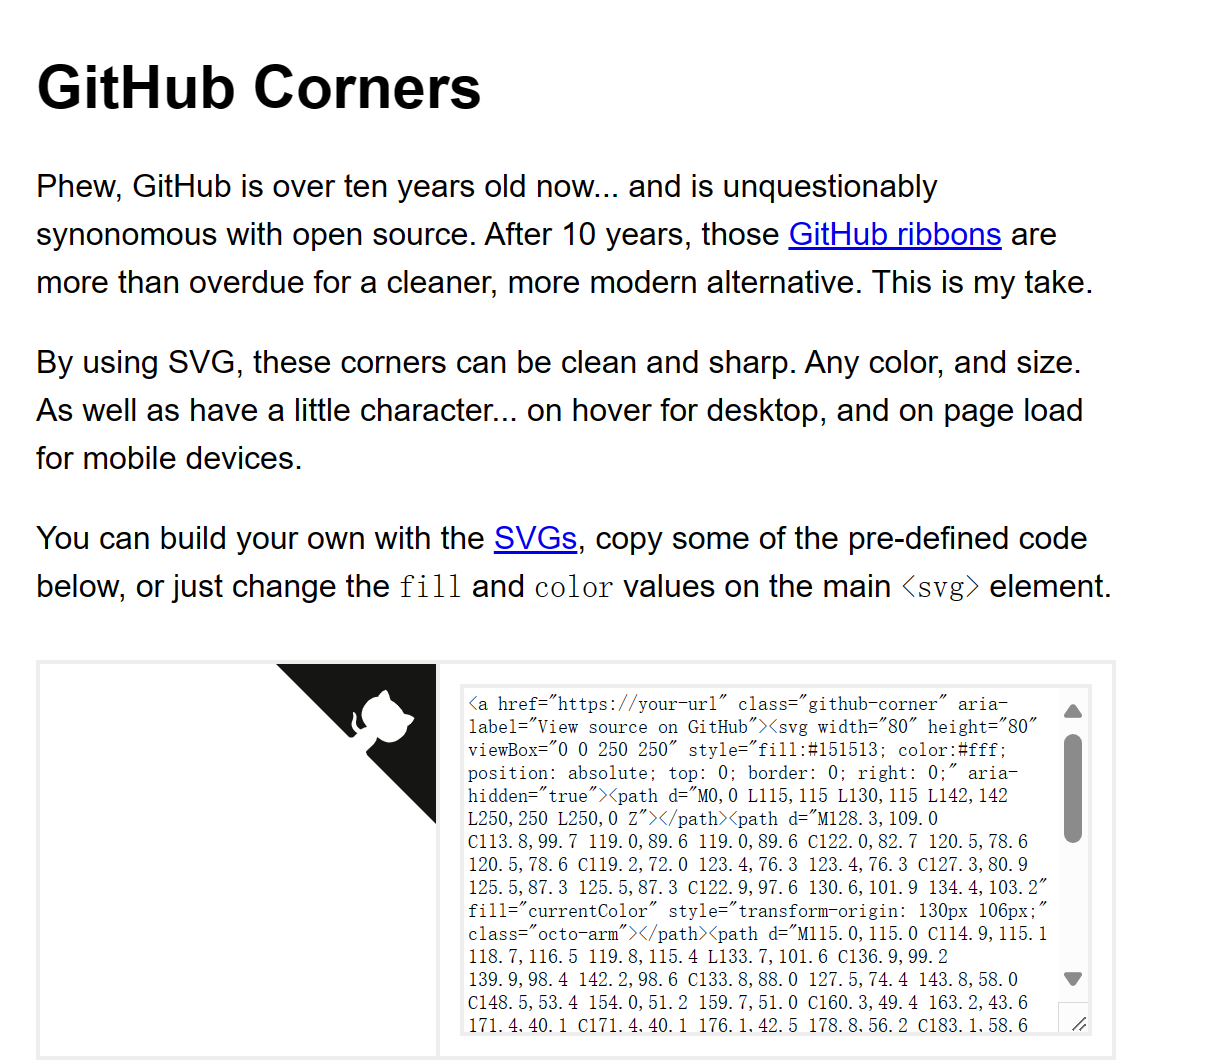 GitHub Corners
Phew, GitHub is over ten years old now... and is unquestionably
synonomous with open source. After 10 years, those GitHub ribbons are
more than overdue for a cleaner, more modern alternative. This is my take.
By using SVG, these corners can be clean and sharp. Any color, and size.
As well as have a little character... on hover for desktop, and on page load
for mobile devices.
You can build your own with the SVGs, copy some of the pre-defined code
below, or just change the fill and color values on the main <svg> element.
<a href="https://your-url" class="github-corner" aria-
label="View source on GitHub"><svg width="80" height="80"
viewBox="0 0 250 250" style="fill:#151513; color:#fff;
position: absolute; top: 0; border: 0; right: 0;" aria-
hidden="true"><path d="M0,0 L115,115 L130,115 L142,142
L250,250 L250,0 Z"></path><path d="M128.3,109.0
C113.8,99.7 119.0,89.6 119.0,89.6 C122.0,82.7 120.5,78.6
120.5,78.6 C119.2,72.0 123.4,76.3 123.4,76.3 C127.3,80.9
125.5,87.3 125.5,87.3 C122.9,97.6 130.6,101.9 134.4,103.2"
fill="currentColor" style="transform-origin: 130px 106px;"
class="octo-arm"></path><path d="M115.0,115.0 C114.9,115.1
118.7,116.5 119.8,115.4 L133.7,101.6 C136.9,99.2
139.9,98.4 142.2,98.6 C133.8,88.0 127.5,74.4 143.8,58.0
C148.5,53.4 154.0,51.2 159.7,51.0 C160.3,49.4 163.2,43.6
171.4,40.1 C171.4,40.1 176.1,42.5 178.8,56.2 C183.1,58.6